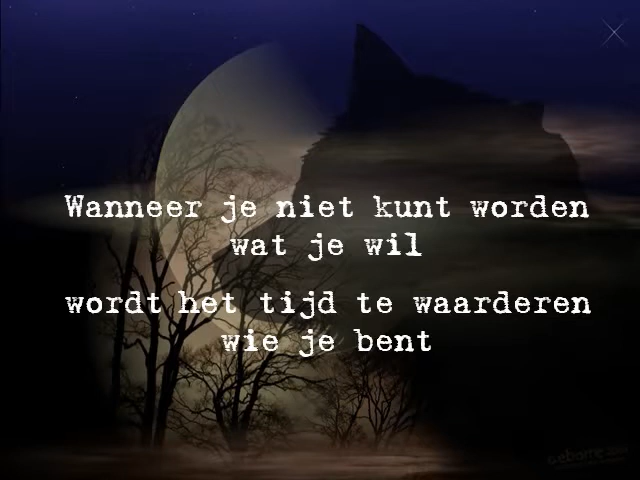 Wanneer je niet kunt worden
wat je wil
wordt het tijd te waarderen
wie je bent